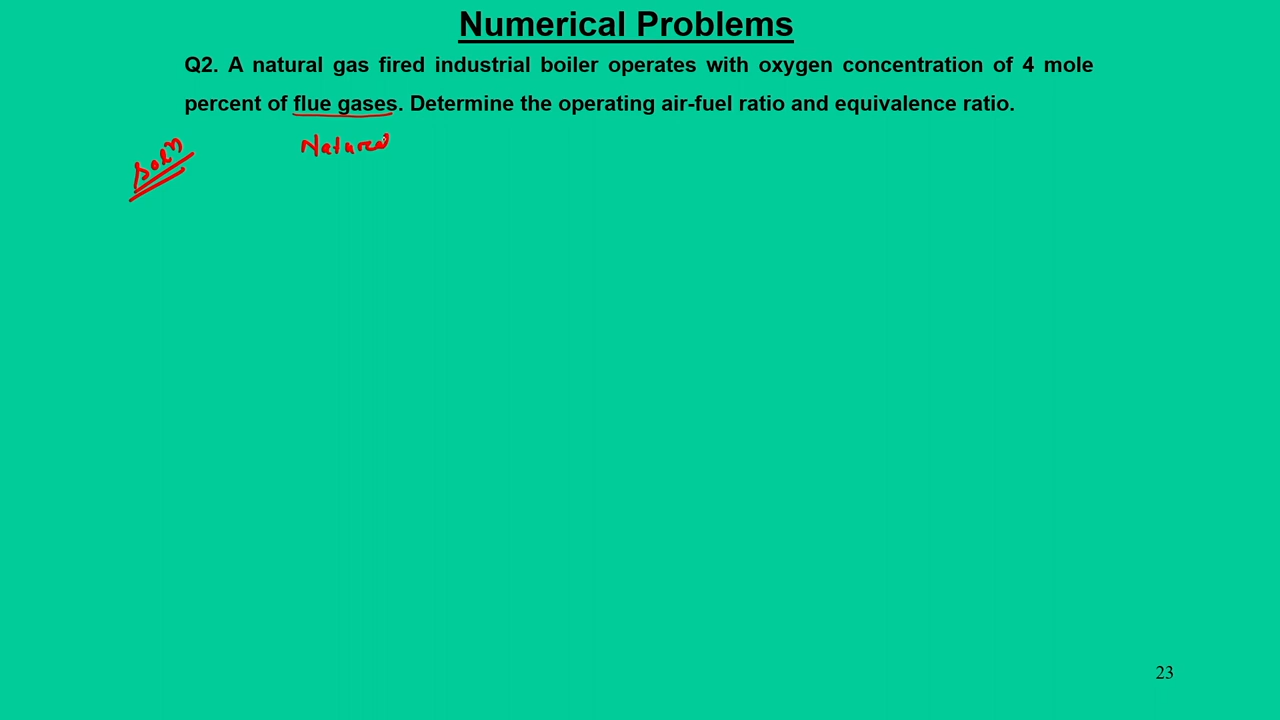 Numerical Problems
Q2. A natural gas fired industrial boiler operates with oxygen concentration of 4 mole
percent of flue gases. Determine the operating air-fuel ratio and equivalence ratio.
Soln
Natural
23